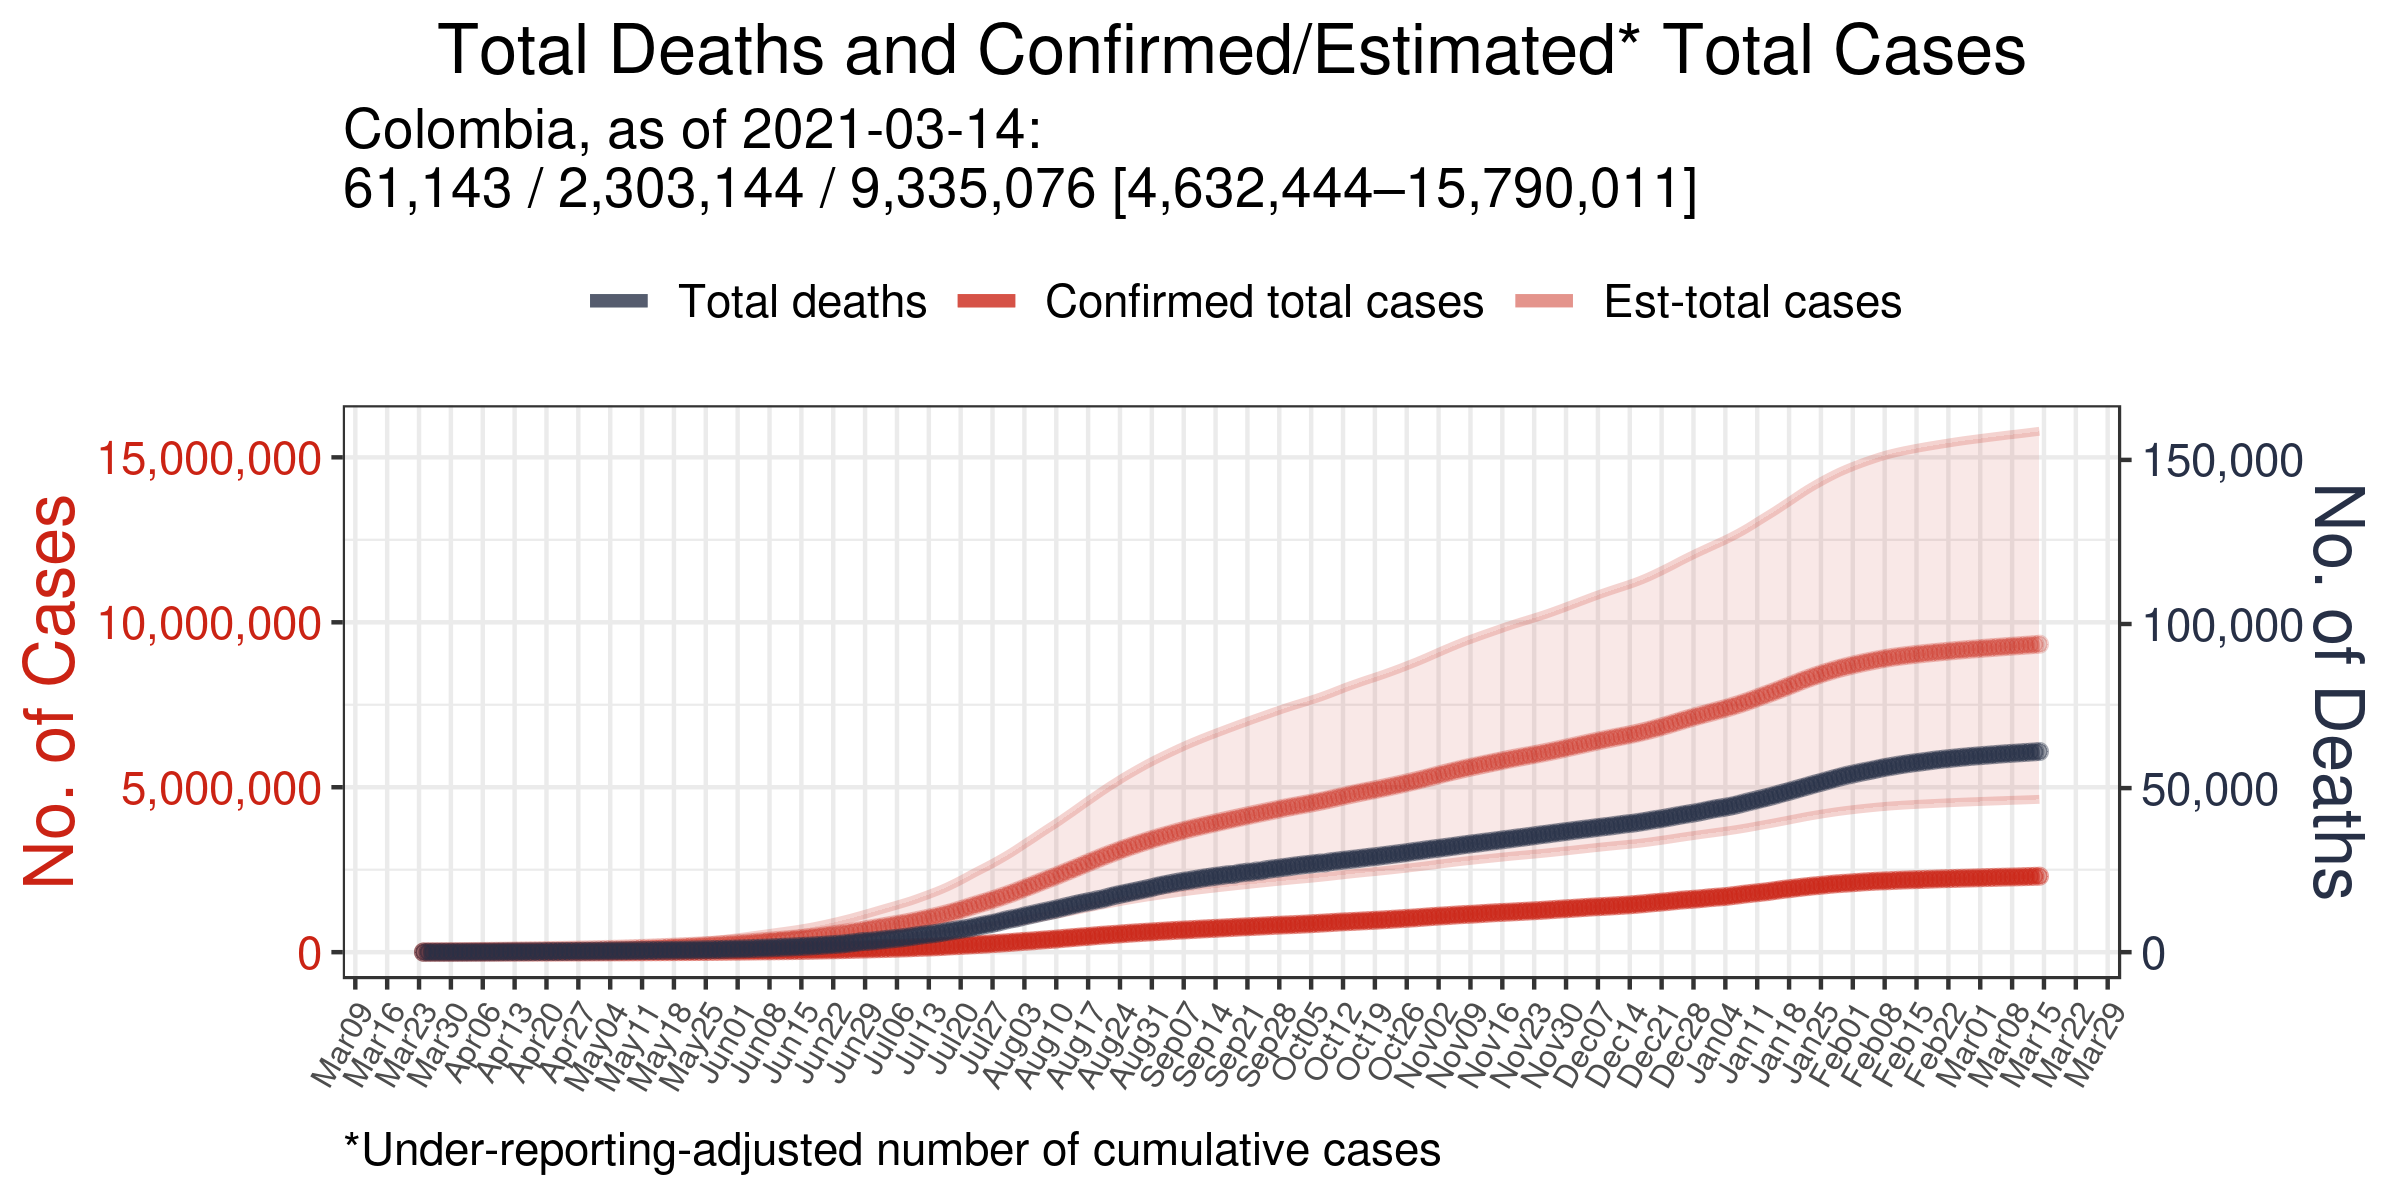 Total Deaths and Confirmed/Estimated* Total Cases
Colombia, as of 2021-03-14:
61,143 / 2,303,144 / 9,335,076 [4,632,444–15,790,011]
Total deaths Confirmed total cases Est-total cases
No. of Cases
15,000,000
10,000,000
5,000,000
0
150,000
100,000
50,000
0
No. of Deaths
Mar09
Mar16
Mar23
Mar30
Apr06
Apr13
Apr20
Apr27
May04
May11
May18
May25
Jun01
Jun08
Jun15
Jun22
Jun29
Jul06
Jul13
Jul20
Jul27
Aug03
Aug10
Aug17
Aug24
Aug31
Sep07
Sep14
Sep21
Sep28
Oct05
Oct12
Oct19
Oct26
Nov02
Nov09
Nov16
Nov23
Nov30
Dec07
Dec14
Dec21
Dec28
Jan04
Jan11
Jan18
Jan25
Feb01
Feb08
Feb15
Feb22
Mar01
Mar08
Mar15
Mar22
Mar29
*Under-reporting-adjusted number of cumulative cases